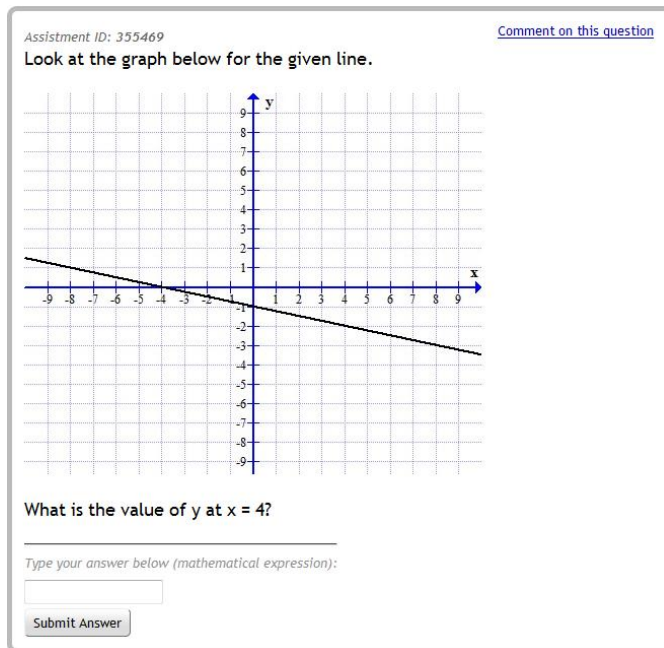 Assistment ID: 355469
Comment on this question
Look at the graph below for the given line.
y
9
8
7
6
5
4
3
2
1
x
-9 -8 -7 -6 -5 -4 -3 -2 -1 1 2 3 4 5 6 7 8 9
-1
-2
-3
-4
-5
-6
-7
-8
-9
What is the value of y at x = 4?
Type your answer below (mathematical expression):
Submit Answer